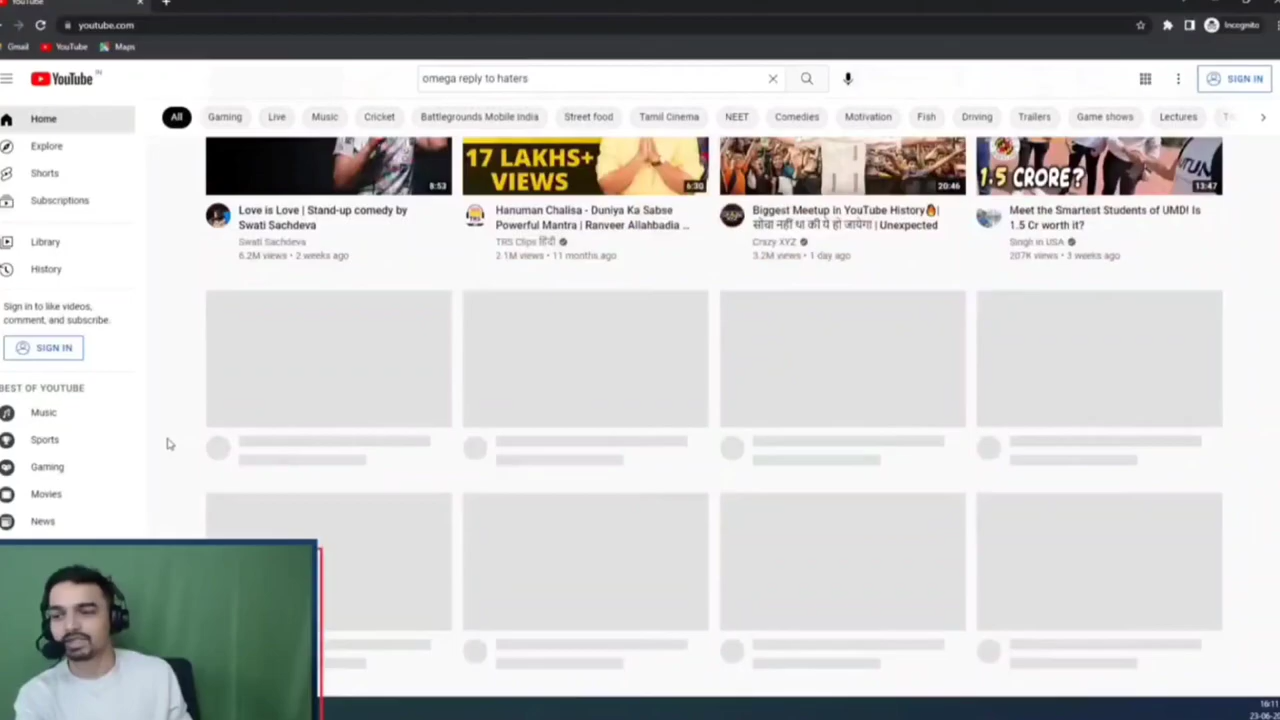 YouTube
youtube.com
Incognito
Gmail
YouTube
Maps
YouTube IN
omega reply to haters
SIGN IN
Home
Explore
Shorts
Subscriptions
Library
History
Sign in to like videos,
comment, and subscribe.
SIGN IN
BEST OF YOUTUBE
Music
Sports
Gaming
Movies
News
All
Gaming
Live
Music
Cricket
Battlegrounds Mobile India
Street food
Tamil Cinema
NEET
Comedies
Motivation
Fish
Driving
Trailers
Game shows
Lectures
8:53
Love is Love | Stand-up comedy by
Swati Sachdeva
Swati Sachdeva
6.2M views • 2 weeks ago
17 LAKHS+
VIEWS
6:30
Hanuman Chalisa - Duniya Ka Sabse
Powerful Mantra | Ranveer Allahbadia ...
TRS Clips हिंदी
2.1M views • 11 months ago
20:46
Biggest Meetup in YouTube History🔥|
सोचा नहीं था की ये हो जायेगा | Unexpected
Crazy XYZ
3.2M views • 1 day ago
1.5 CRORE?
13:47
Meet the Smartest Students of UMD! Is
1.5 Cr worth it?
Singh in USA
207K views • 3 weeks ago
16:11